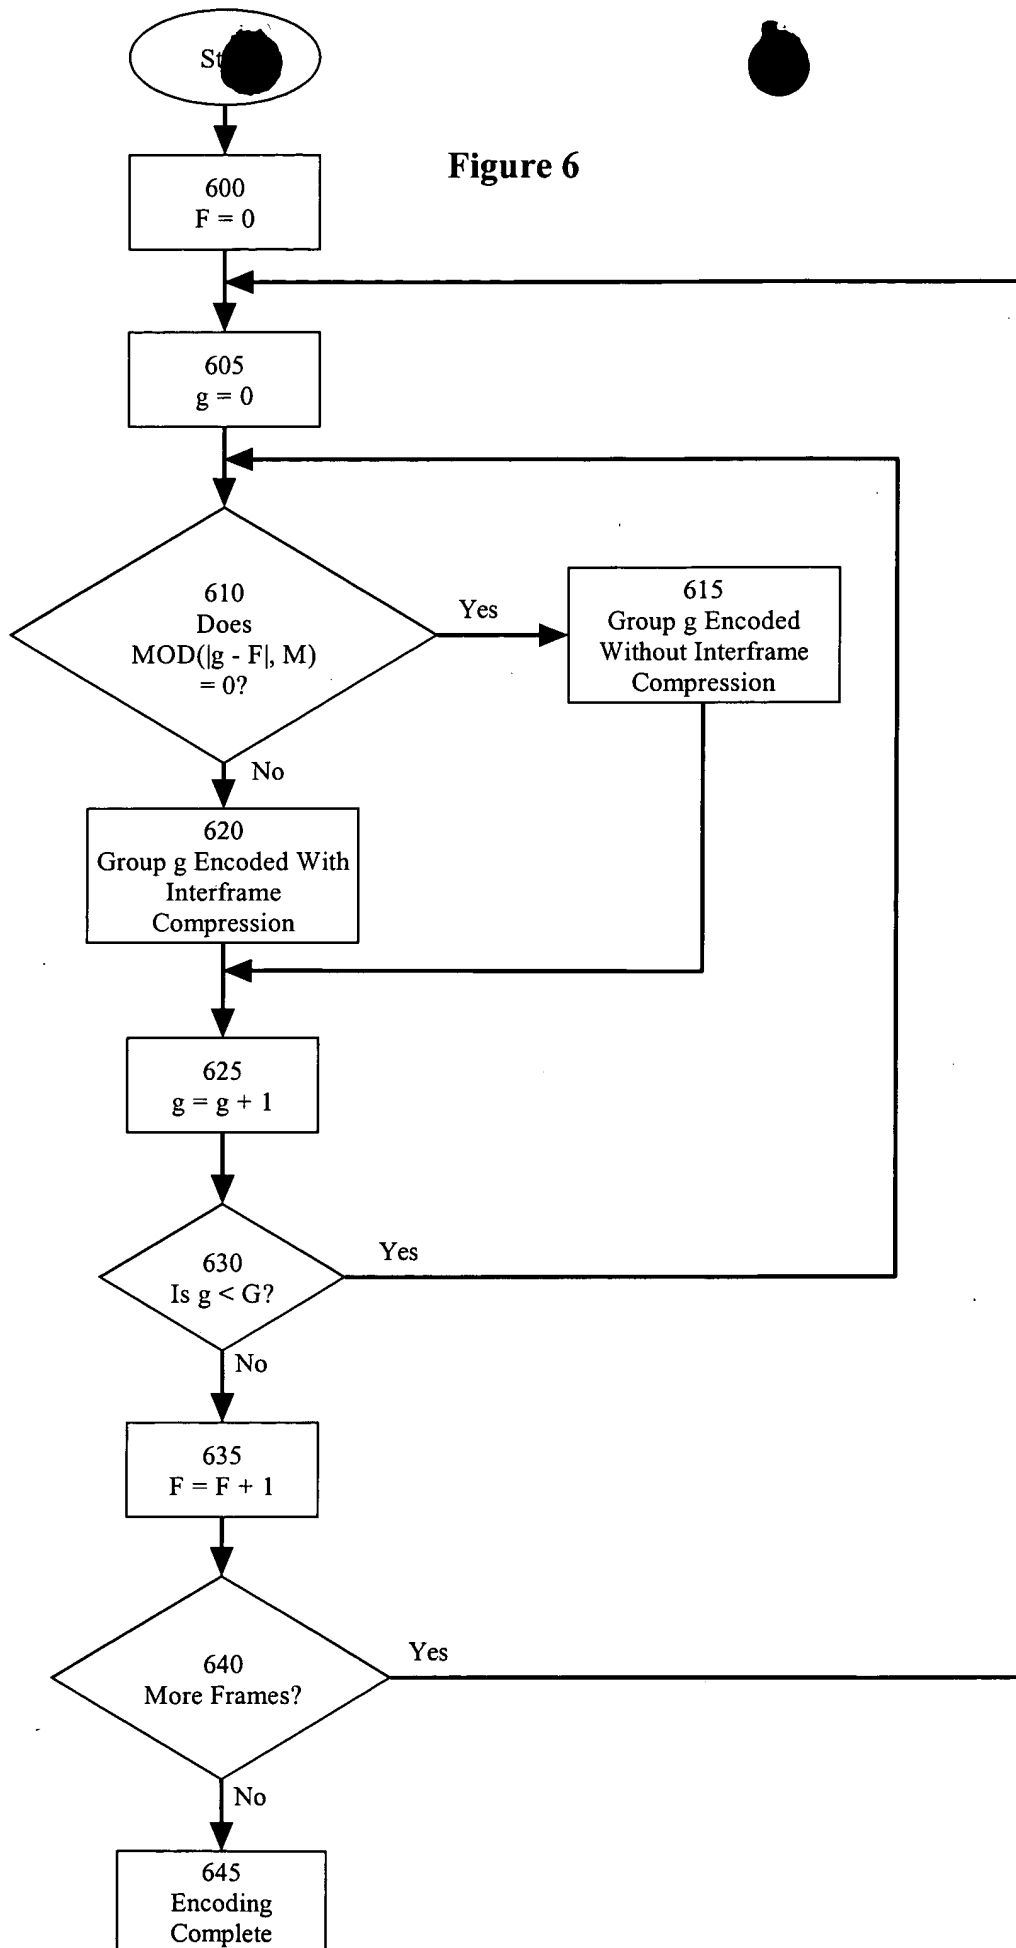 Figure 6
600
F = 0
605
g = 0
610
Does
MOD(|g - F|, M)
= 0?
Yes
615
Group g Encoded
Without Interframe
Compression
No
620
Group g Encoded With
Interframe
Compression
625
g = g + 1
630
Is g < G?
Yes
No
635
F = F + 1
640
More Frames?
Yes
No
645
Encoding
Complete